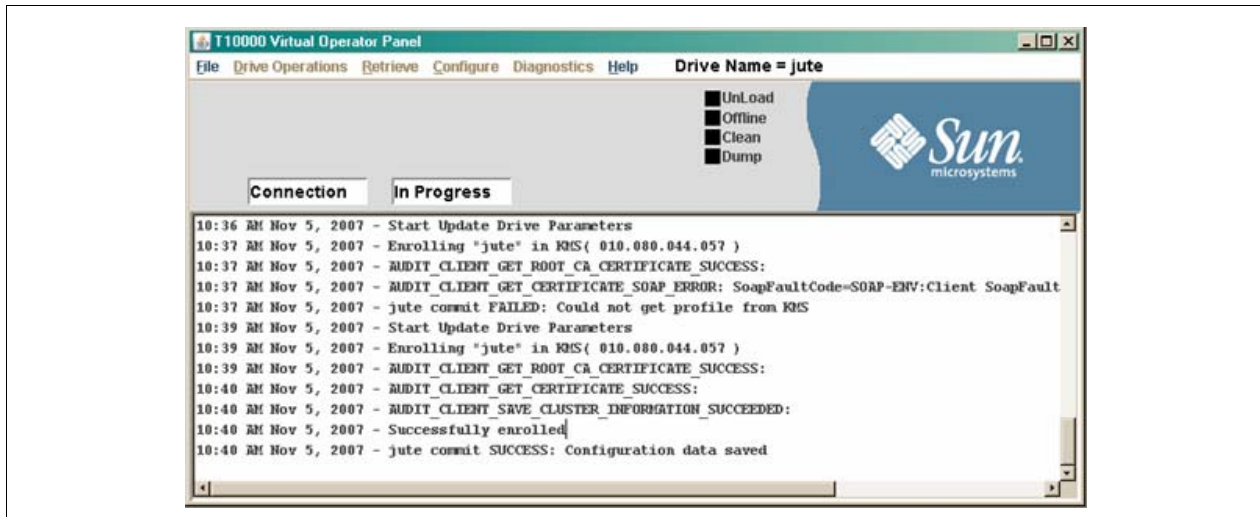 T10000 Virtual Operator Panel
File Drive Operations Retrieve Configure Diagnostics Help Drive Name = jute
UnLoad
Offline
Clean
Dump
Sun
microsystems
Connection In Progress
10:36 AM Nov 5, 2007 - Start Update Drive Parameters
10:37 AM Nov 5, 2007 - Enrolling "jute" in KMS( 010.080.044.057 )
10:37 AM Nov 5, 2007 - AUDIT_CLIENT_GET_ROOT_CA_CERTIFICATE_SUCCESS:
10:37 AM Nov 5, 2007 - AUDIT_CLIENT_GET_CERTIFICATE_SOAP_ERROR: SoapFaultCode=SOAP-ENV:Client SoapFault
10:37 AM Nov 5, 2007 - jute commit FAILED: Could not get profile from KMS
10:39 AM Nov 5, 2007 - Start Update Drive Parameters
10:39 AM Nov 5, 2007 - Enrolling "jute" in KMS( 010.080.044.057 )
10:39 AM Nov 5, 2007 - AUDIT_CLIENT_GET_ROOT_CA_CERTIFICATE_SUCCESS:
10:40 AM Nov 5, 2007 - AUDIT_CLIENT_GET_CERTIFICATE_SUCCESS:
10:40 AM Nov 5, 2007 - AUDIT_CLIENT_SAVE_CLUSTER_INFORMATION_SUCCEEDED:
10:40 AM Nov 5, 2007 - Successfully enrolled
10:40 AM Nov 5, 2007 - jute commit SUCCESS: Configuration data saved